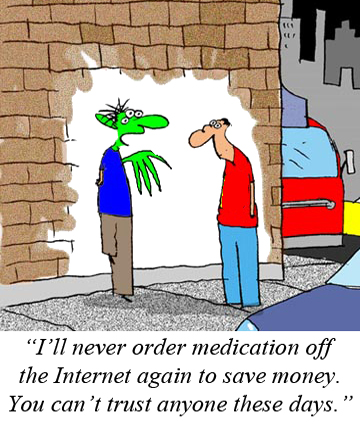 “I’ll never order medication off
the Internet again to save money.
You can’t trust anyone these days.”